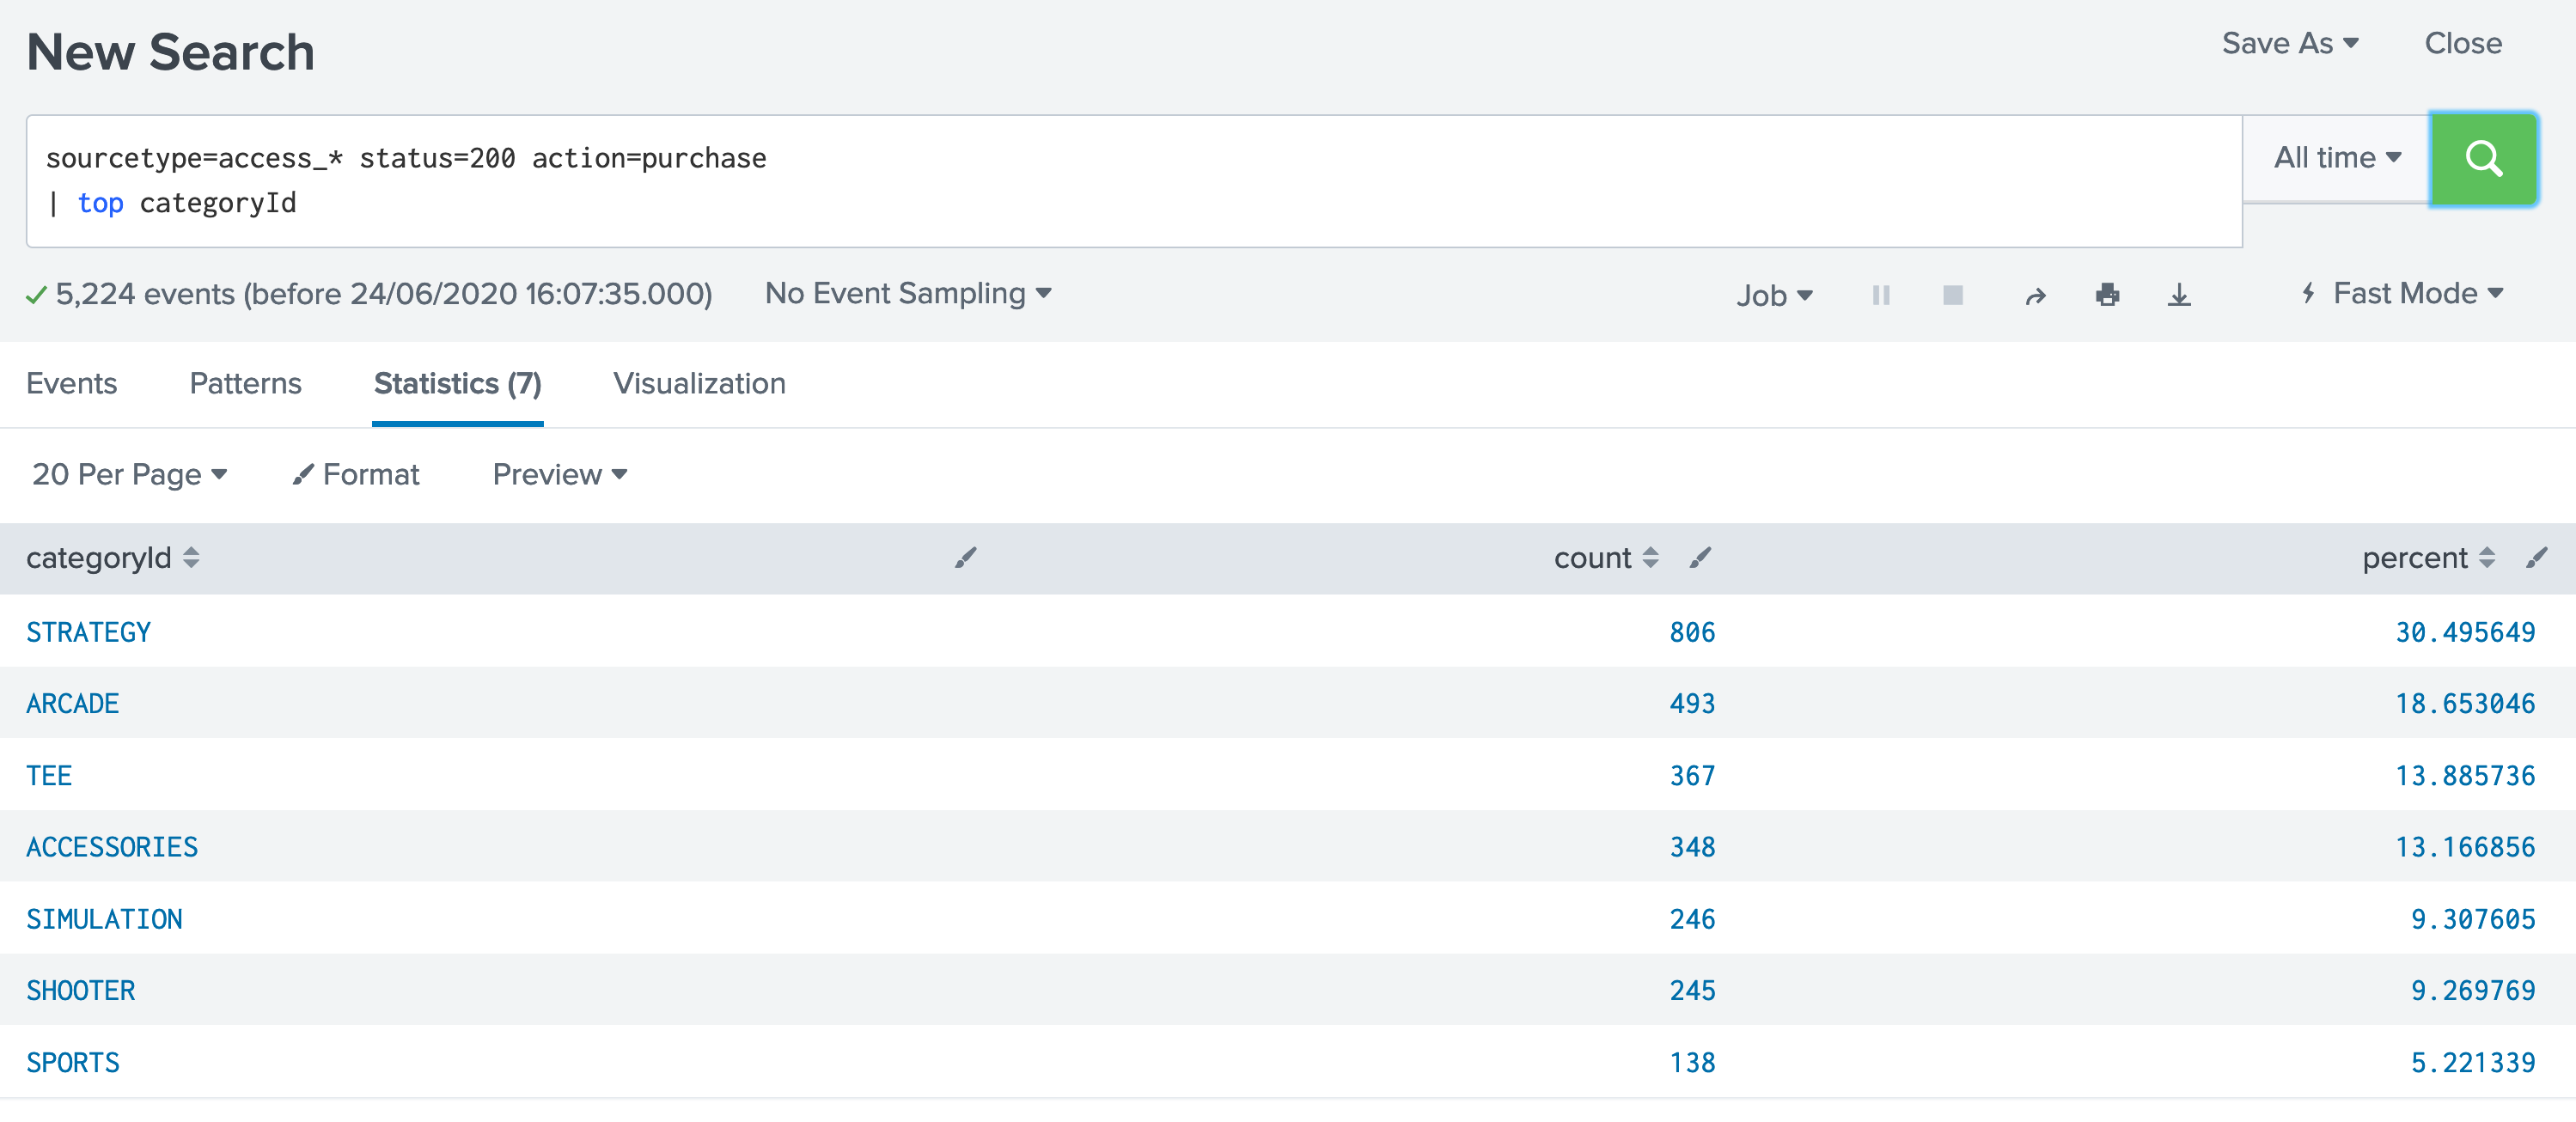 New Search
Save As Close
sourcetype=access_* status=200 action=purchase
| top categoryId
All time
5,224 events (before 24/06/2020 16:07:35.000) No Event Sampling Job Fast Mode
Events Patterns Statistics (7) Visualization
20 Per Page Format Preview
categoryId count percent
STRATEGY 806 30.495649
ARCADE 493 18.653046
TEE 367 13.885736
ACCESSORIES 348 13.166856
SIMULATION 246 9.307605
SHOOTER 245 9.269769
SPORTS 138 5.221339